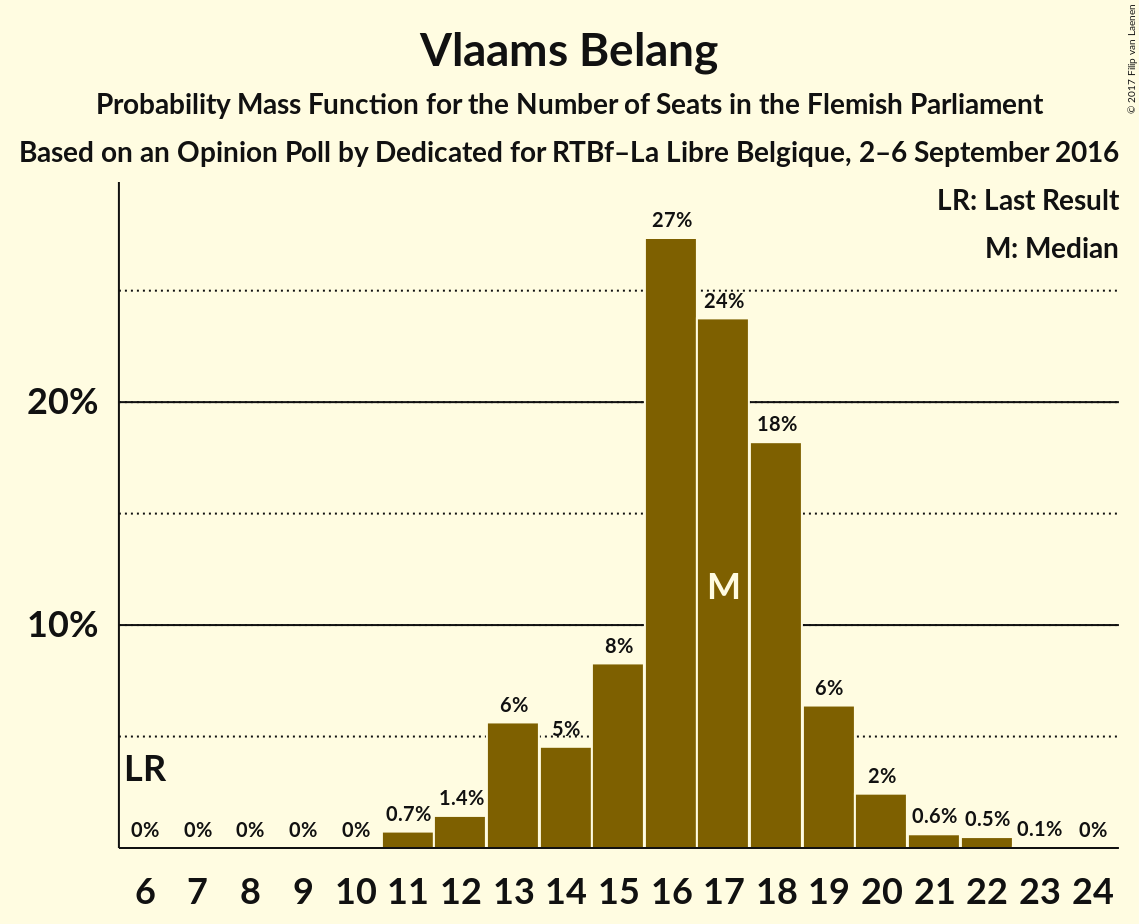 Vlaams Belang
Probability Mass Function for the Number of Seats in the Flemish Parliament
Based on an Opinion Poll by Dedicated for RTBf–La Libre Belgique, 2–6 September 2016
© 2017 Filip van Laenen
LR: Last Result
M: Median
27%
24%
20%
18%
M
10%
8%
6%
6%
5%
LR
2%
1.4%
0.7%
0.6%
0.5%
0% 0% 0% 0% 0% 0.1% 0%
6 7 8 9 10 11 12 13 14 15 16 17 18 19 20 21 22 23 24